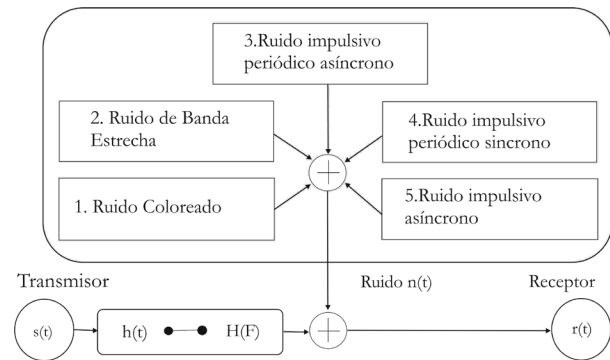 3.Ruido impulsivo
periódico asíncrono
2. Ruido de Banda
Estrecha
4.Ruido impulsivo
periódico sincrono
1. Ruido Coloreado
5.Ruido impulsivo
asíncrono
Transmisor
Ruido n(t)
Receptor
s(t)
h(t)
H(F)
r(t)